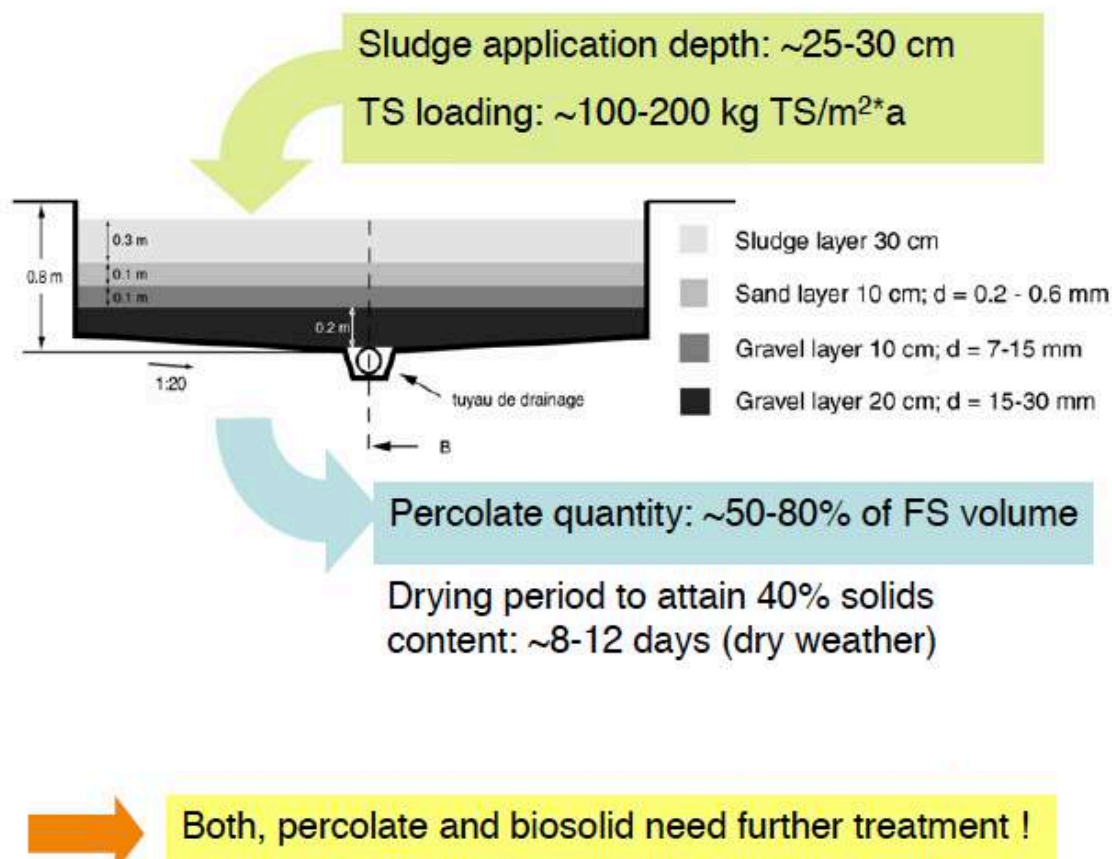 Sludge application depth: ~25-30 cm
TS loading: ~100-200 kg TS/m²*a
0.3 m
0.8 m
0.1 m
0.1 m
0.2 m
1:20
tuyau de drainage
B
Sludge layer 30 cm
Sand layer 10 cm; d = 0.2 - 0.6 mm
Gravel layer 10 cm; d = 7-15 mm
Gravel layer 20 cm; d = 15-30 mm
Percolate quantity: ~50-80% of FS volume
Drying period to attain 40% solids
content: ~8-12 days (dry weather)
Both, percolate and biosolid need further treatment !